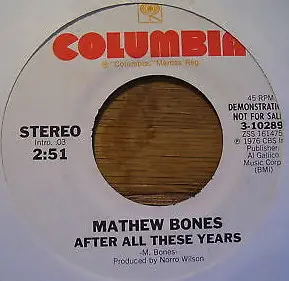 COLUMBIA
® "Columbia," Marcas Reg.
STEREO
Intro. :03
2:51
45 RPM
DEMONSTRATI
NOT FOR SAL
3-10289
ZSS 161475
℗ 1976 CBS In
Publisher,
Al Gallico
Music Corp.
(BMI)
MATHEW BONES
AFTER ALL THESE YEARS
-M. Bones-
Produced by Norro Wilson